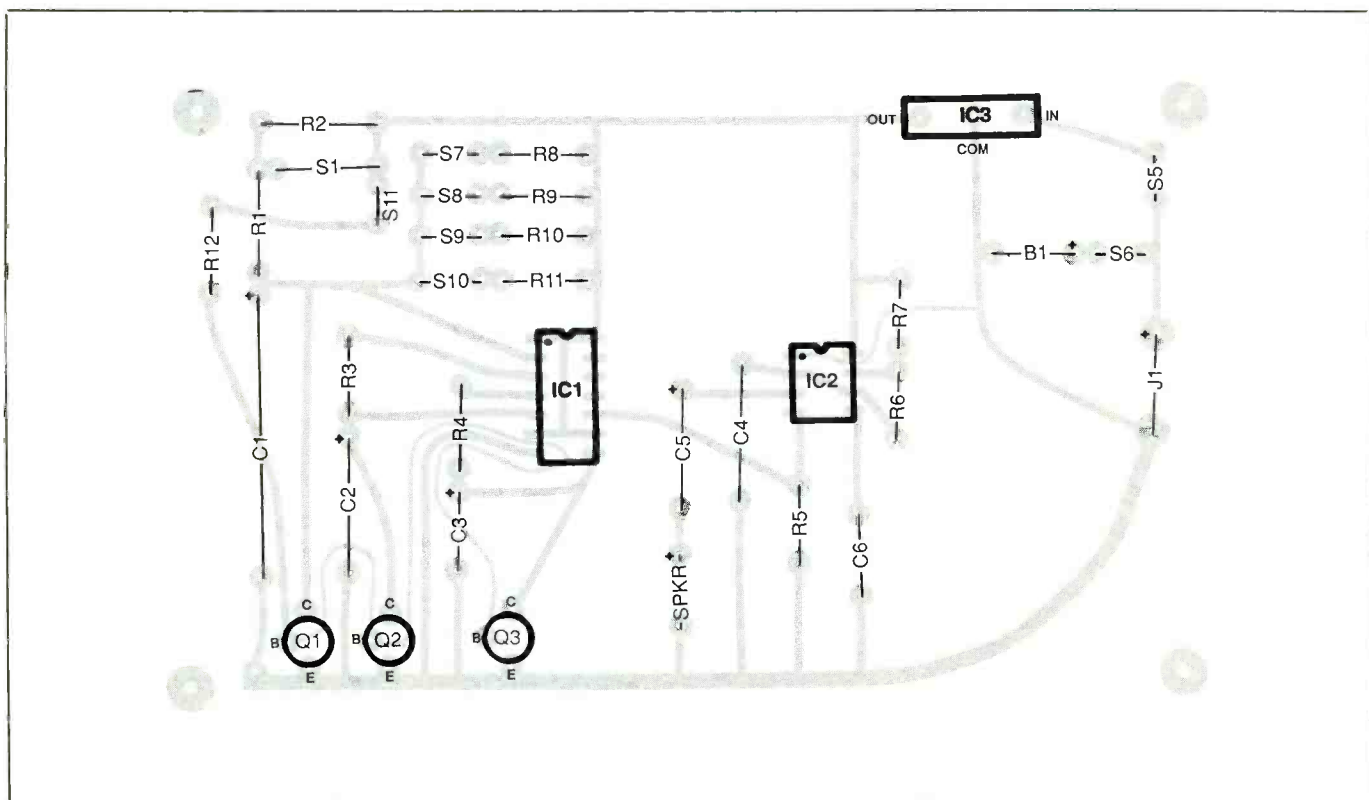 OUT
IC3
IN
COM
R2
S7
R8
S1
S5
S8
R9
S11
R1
S9
R10
R12
B1
+
S6
S10
R11
+
R7
+
J1
R3
IC1
IC2
+
R4
R6
C1
+
C5
C4
C2
+
C3
R5
C6
+
SPKR
C
C
C
B
Q1
B
Q2
B
Q3
E
E
E